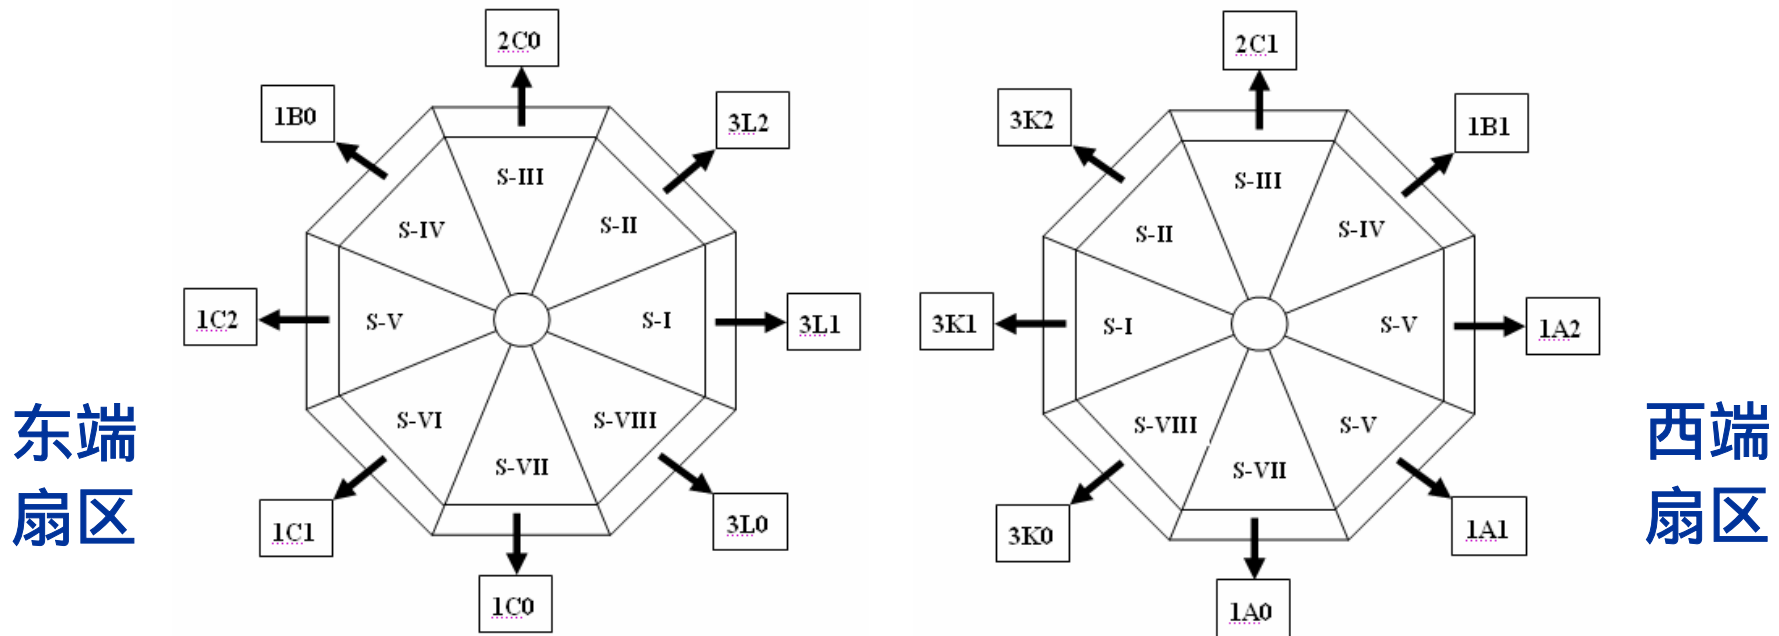 2C0
1B0
3L2
S-III
S-IV
S-II
1C2
S-V
S-I
3L1
S-VI
S-VIII
S-VII
1C1
3L0
1C0
东端
扇区
2C1
3K2
1B1
S-III
S-II
S-IV
3K1
S-I
S-V
1A2
S-VIII
S-V
S-VII
3K0
1A1
1A0
西端
扇区